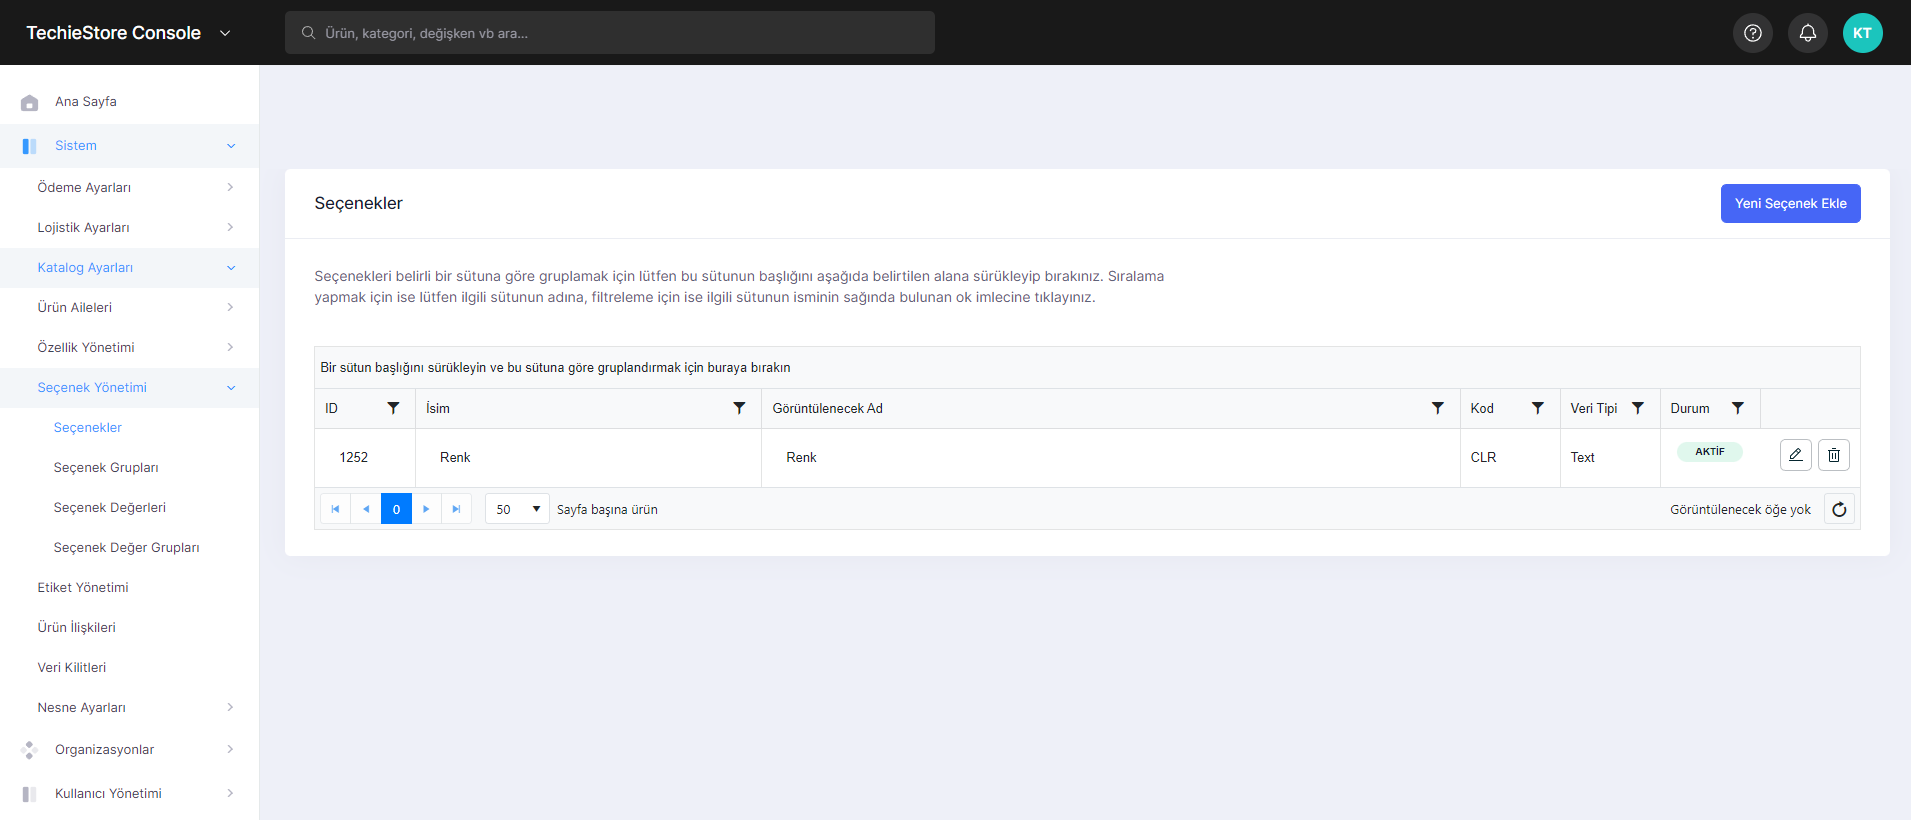 TechieStore Console
Ürün, kategori, değişken vb ara...
KT
Ana Sayfa
Sistem
Ödeme Ayarları
Lojistik Ayarları
Katalog Ayarları
Ürün Aileleri
Özellik Yönetimi
Seçenek Yönetimi
Seçenekler
Seçenek Grupları
Seçenek Değerleri
Seçenek Değer Grupları
Etiket Yönetimi
Ürün İlişkileri
Veri Kilitleri
Nesne Ayarları
Organizasyonlar
Kullanıcı Yönetimi
Seçenekler
Yeni Seçenek Ekle
Seçenekleri belirli bir sütuna göre gruplamak için lütfen bu sütunun başlığını aşağıda belirtilen alana sürükleyip bırakınız. Sıralama
yapmak için ise lütfen ilgili sütunun adına, filtreleme için ise ilgili sütunun isminin sağında bulunan ok imlecine tıklayınız.
Bir sütun başlığını sürükleyin ve bu sütuna göre gruplandırmak için buraya bırakın
ID İsim Görüntülenecek Ad Kod Veri Tipi Durum
1252 Renk Renk CLR Text AKTİF
0 50 Sayfa başına ürün Görüntülenecek öğe yok